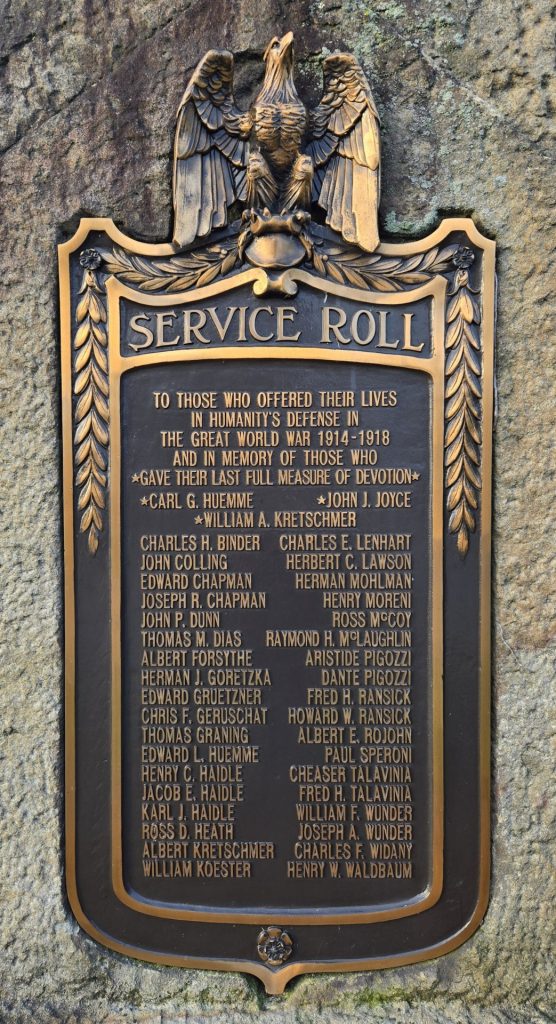 SERVICE ROLL
TO THOSE WHO OFFERED THEIR LIVES
IN HUMANITY'S DEFENSE IN
THE GREAT WORLD WAR 1914-1918
AND IN MEMORY OF THOSE WHO
★GAVE THEIR LAST FULL MEASURE OF DEVOTION★
★CARL G. HUEMME ★JOHN J. JOYCE
★WILLIAM A. KRETSCHMER
CHARLES H. BINDER CHARLES E. LENHART
JOHN COLLING HERBERT C. LAWSON
EDWARD CHAPMAN HERMAN MOHLMAN
JOSEPH R. CHAPMAN HENRY MORENI
JOHN P. DUNN ROSS McCOY
THOMAS M. DIAS RAYMOND H. McLAUGHLIN
ALBERT FORSYTHE ARISTIDE PIGOZZI
HERMAN J. GORETZKA DANTE PIGOZZI
EDWARD GRUETZNER FRED H. RANSICK
CHRIS F. GERUSCHAT HOWARD W. RANSICK
THOMAS GRANING ALBERT E. ROJOHN
EDWARD L. HUEMME PAUL SPERONI
HENRY C. HAIDLE CHEASER TALAVINIA
JACOB E. HAIDLE FRED H. TALAVINIA
KARL J. HAIDLE WILLIAM F. WUNDER
ROSS D. HEATH JOSEPH A. WUNDER
ALBERT KRETSCHMER CHARLES F. WIDANY
WILLIAM KOESTER HENRY W. WALDBAUM